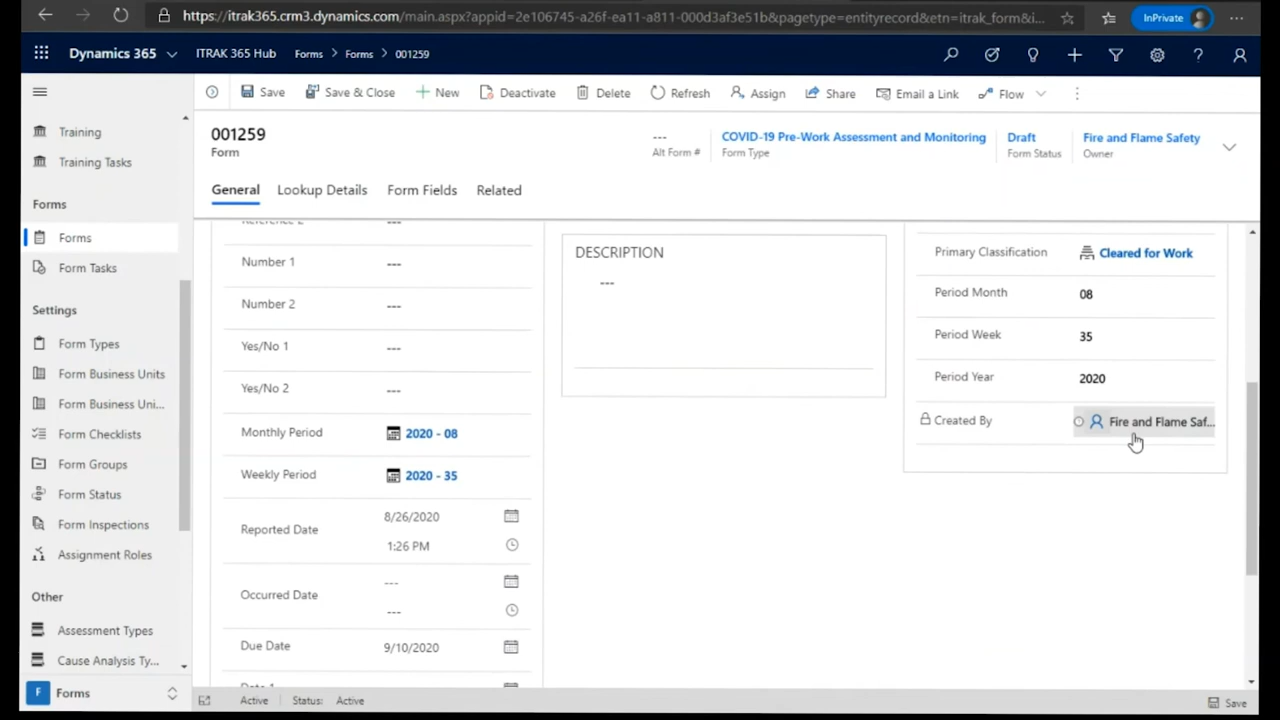 https://itrak365.crm3.dynamics.com/main.aspx?appid=2e106745-a26f-ea11-a811-000d3af3e51b&pagetype=entityrecord&etn=itrak_form&i...
InPrivate
Dynamics 365
ITRAK 365 Hub
Forms > Forms > 001259
Save
Save & Close
New
Deactivate
Delete
Refresh
Assign
Share
Email a Link
Flow
001259
Form
---
Alt Form #
COVID-19 Pre-Work Assessment and Monitoring
Form Type
Draft
Form Status
Fire and Flame Safety
Owner
General
Lookup Details
Form Fields
Related
Training
Training Tasks
Forms
Forms
Form Tasks
Settings
Form Types
Form Business Units
Form Business Uni...
Form Checklists
Form Groups
Form Status
Form Inspections
Assignment Roles
Other
Assessment Types
Cause Analysis Ty...
F Forms
Reference 2 ---
Number 1 ---
Number 2 ---
Yes/No 1 ---
Yes/No 2 ---
Monthly Period 2020 - 08
Weekly Period 2020 - 35
Reported Date 8/26/2020
1:26 PM
Occurred Date ---
---
Due Date 9/10/2020
DESCRIPTION
---
Primary Classification Cleared for Work
Period Month 08
Period Week 35
Period Year 2020
Created By Fire and Flame Saf...
Active
Status: Active
Save